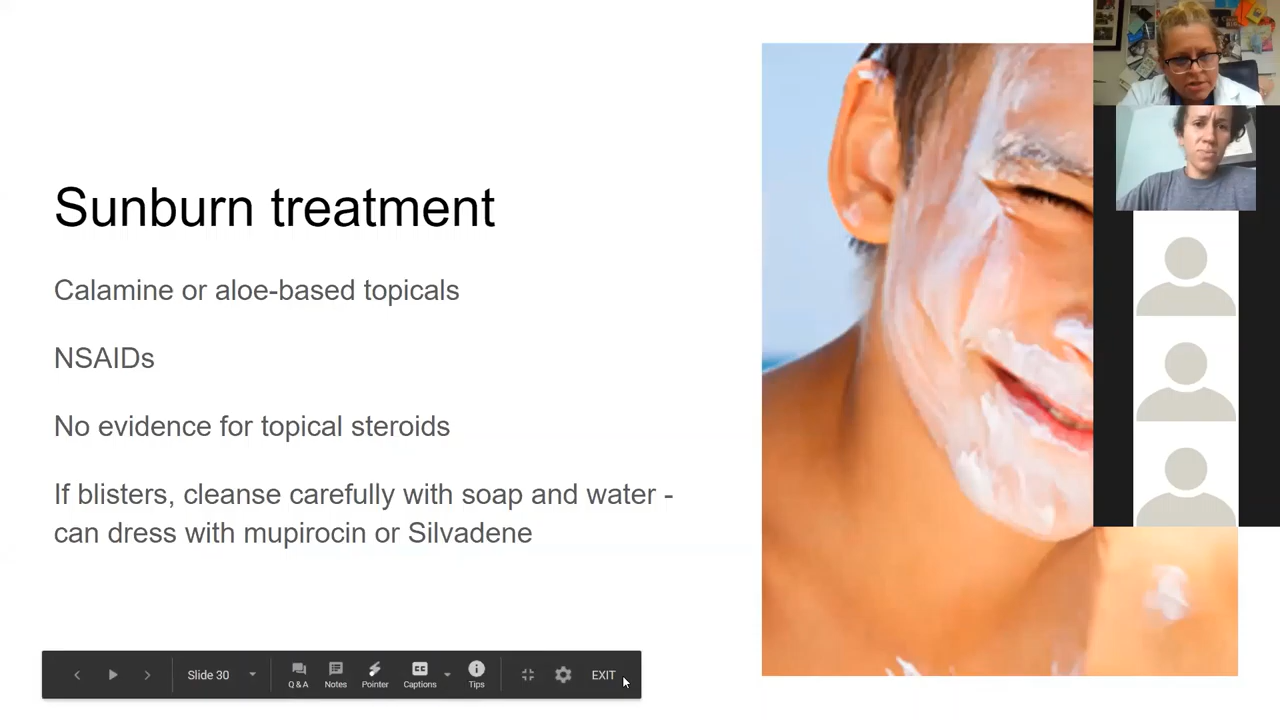 Sunburn treatment
Calamine or aloe-based topicals
NSAIDs
No evidence for topical steroids
If blisters, cleanse carefully with soap and water -
can dress with mupirocin or Silvadene
Slide 30
Q & A
Notes
Pointer
Captions
Tips
EXIT